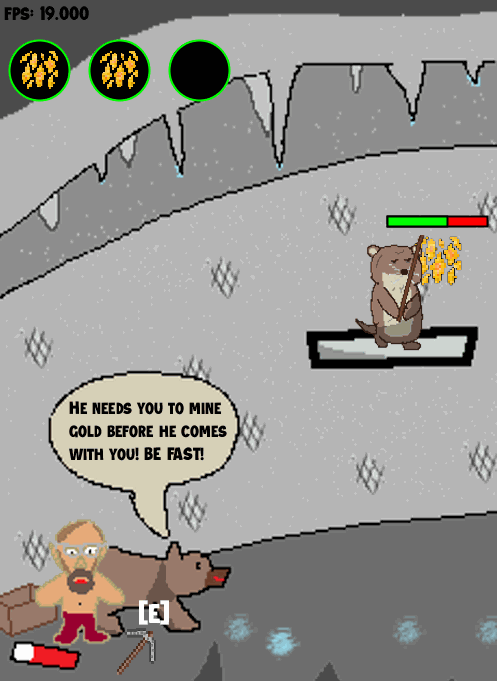 FPS: 19.000
HE NEEDS YOU TO MINE
GOLD BEFORE HE COMES
WITH YOU! BE FAST!
[E]